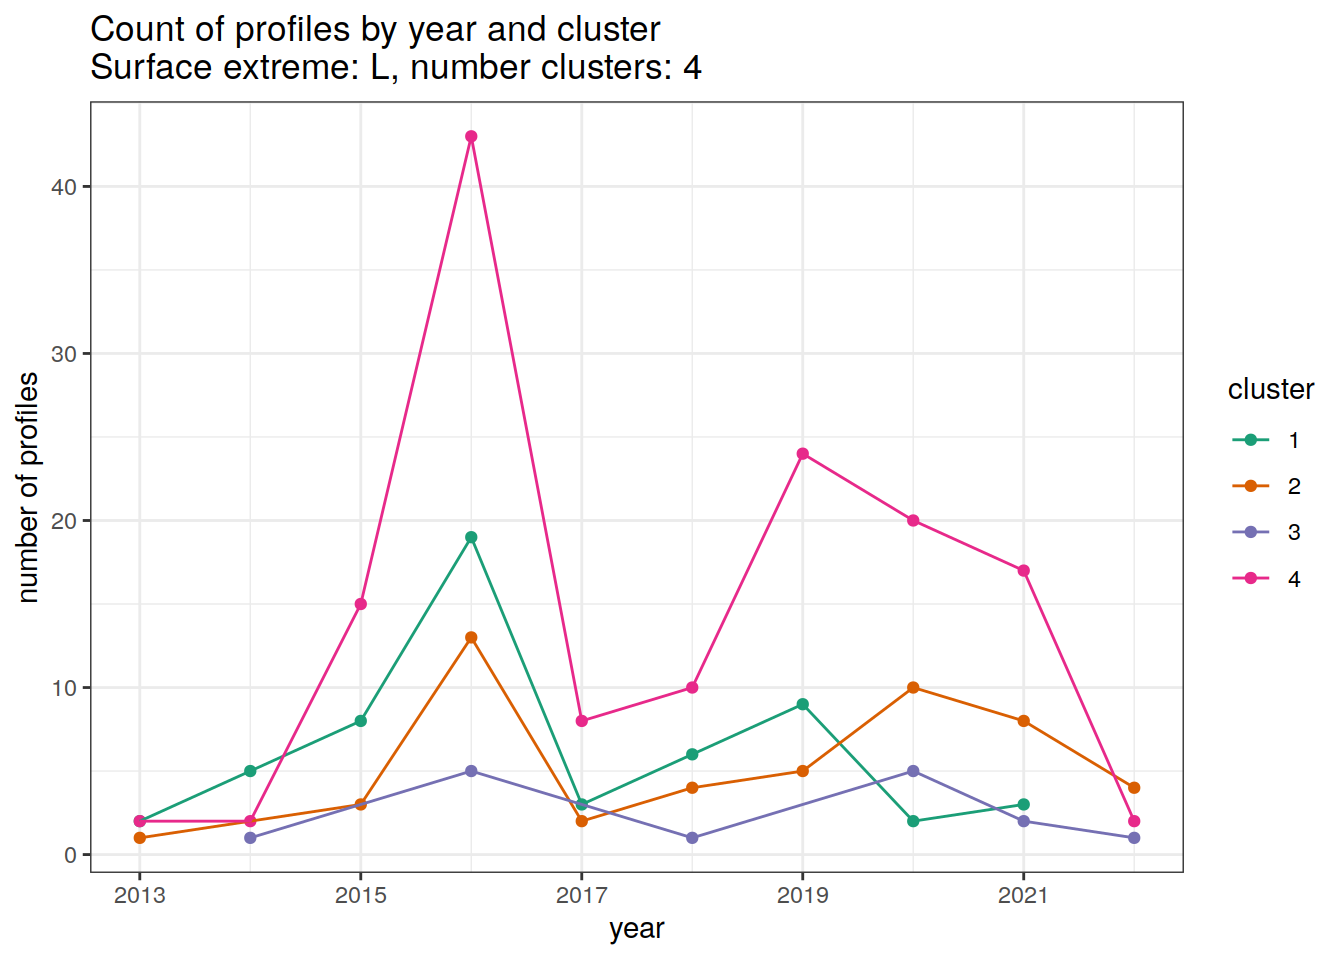 Count of profiles by year and cluster
Surface extreme: L, number clusters: 4
number of profiles
40
30
20
10
0
2013 2015 2017 2019 2021
year
cluster
1
2
3
4